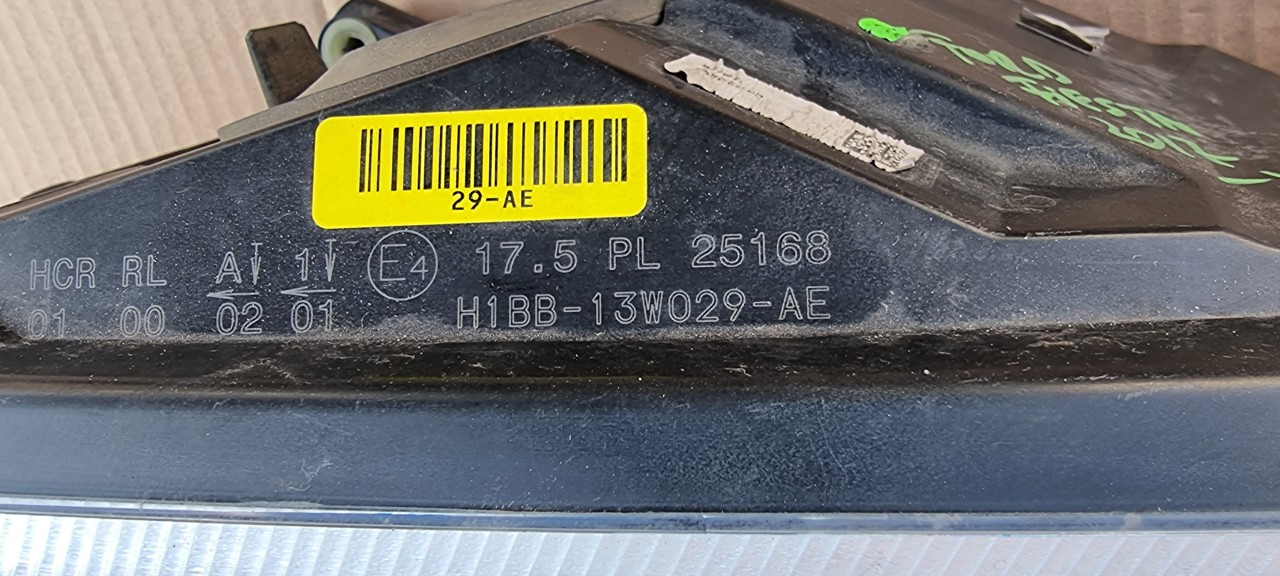 29-AE
HCR RL A 1 E4 17.5 PL 25168
01 00 02 01 H1BB-13W029-AE